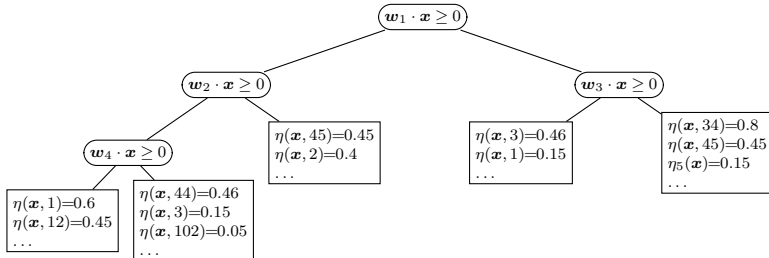 w₁ · x ≥ 0
w₂ · x ≥ 0
w₃ · x ≥ 0
w₄ · x ≥ 0
η(x, 1)=0.6
η(x, 12)=0.45
...
η(x, 44)=0.46
η(x, 3)=0.15
η(x, 102)=0.05
...
η(x, 45)=0.45
η(x, 2)=0.4
...
η(x, 3)=0.46
η(x, 1)=0.15
...
η(x, 34)=0.8
η(x, 45)=0.45
η₅(x)=0.15
...